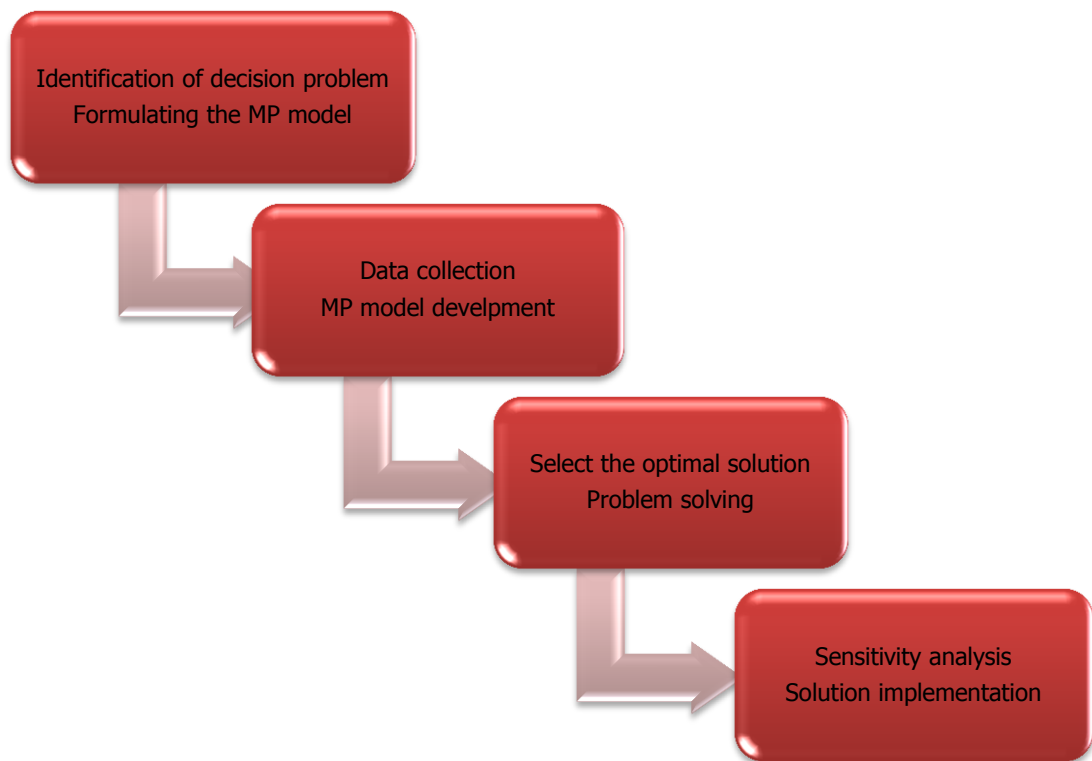 Identification of decision problem
Formulating the MP model
Data collection
MP model develpment
Select the optimal solution
Problem solving
Sensitivity analysis
Solution implementation